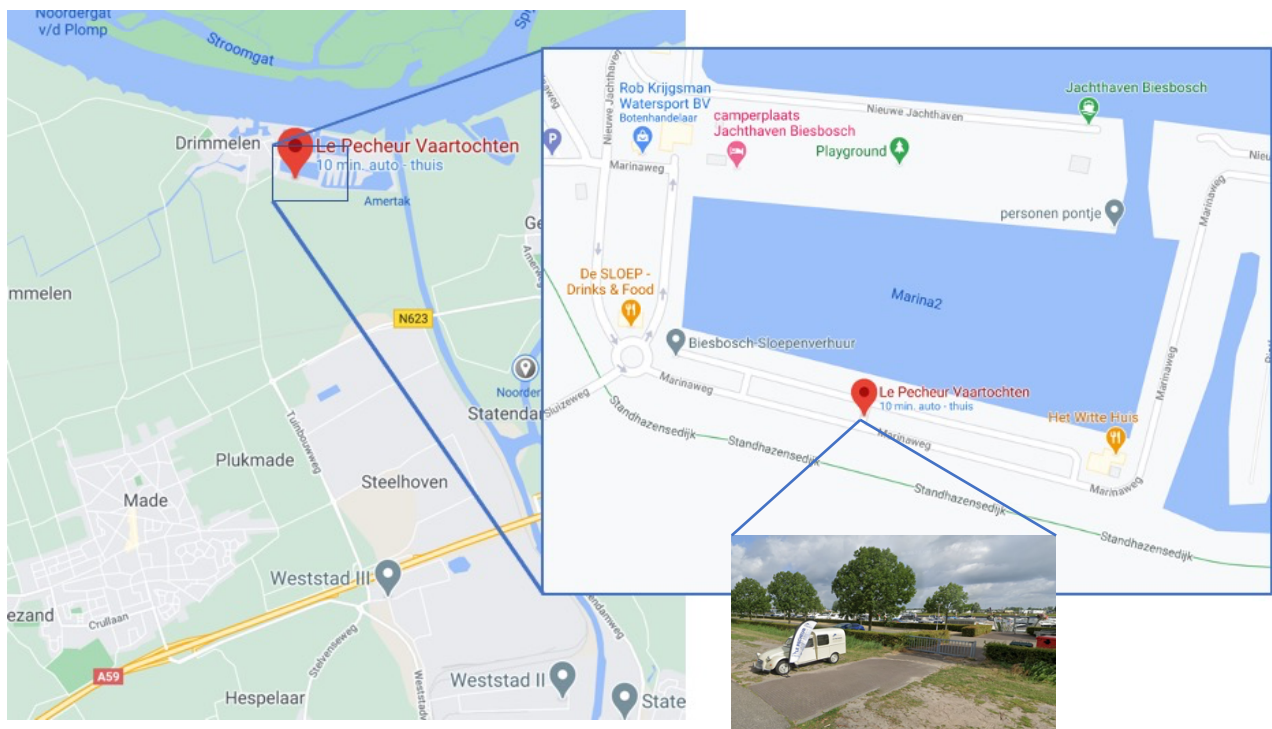 Noordergat
v/d Plomp
Stroomgat
Drimmelen
Le Pecheur Vaartochten
10 min. auto - thuis
Amertak
N623
Noorder
Statendam
Tuinbouwweg
Plukmade
Steelhoven
Made
Weststad III
Crullaan
ezand
Stelvenseweg
A59
Hespelaar
Weststad II
State
Nieuwe Jachthaven
Rob Krijgsman
Watersport BV
Botenhandelaar
camperplaats
Jachthaven Biesbosch
Playground
Nieuwe Jachthaven
Jachthaven Biesbosch
P
Marinaweg
personen pontje
Marinaweg
De SLOEP -
Drinks & Food
Marina2
Biesbosch-Sloepenverhuur
Marinaweg
Sluizeweg
Le Pecheur Vaartochten
10 min. auto - thuis
Het Witte Huis
Marinaweg
Marinaweg
Marinaweg
Standhazensedijk
Standhazensedijk
Standhazensedijk
Standhazensedijk